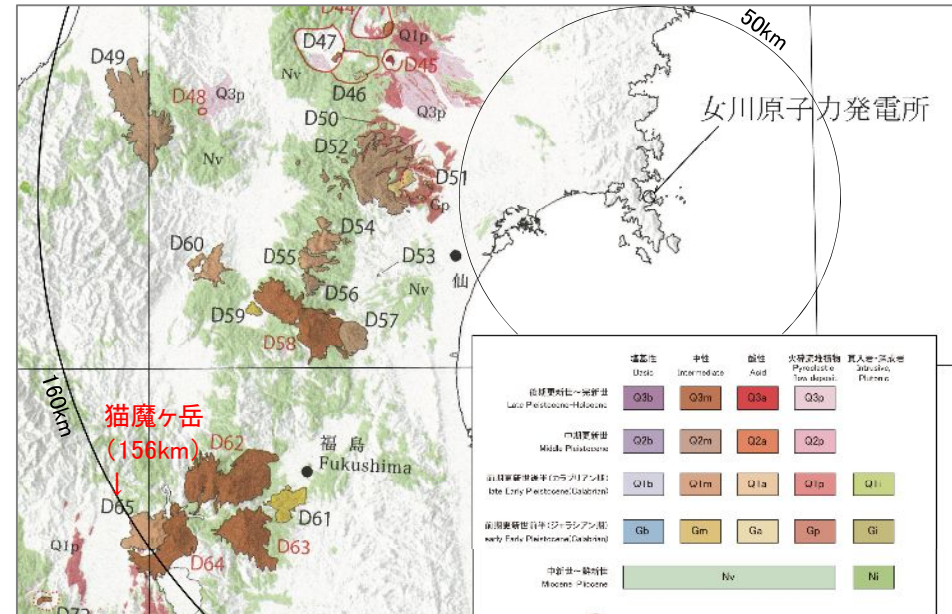 D44
D47
Q1p
D45
D49
Nv
D46
D48
Q3p
Q3p
50km
女川原子力発電所
D50
D52
Nv
D51
Gp
D54
D60
D55
D53
仙
D56
Nv
D59
D57
D58
160km
猫魔ヶ岳
(156km)
↓
D62
福島
Fukushima
D65
D61
Q1p
D64
D63
塩基性
中性
酸性
火砕流堆積物
貫入岩・深成岩
Basic
Intermediate
Acid
Pyroclastic
flow deposit
Intrusive,
Plutonic
後期更新世~完新世
Late Pleistocene-Holocene
Q3b
Q3m
Q3a
Q3p
中期更新世
Middle Pleistocene
Q2b
Q2m
Q2a
Q2p
前期更新世後半(カラブリアン期)
late Early Pleistocene(Calabrian)
Q1b
Q1m
Q1a
Q1p
Q1i
前期更新世前半(ジェラシアン期)
early Early Pleistocene(Calabrian)
Gb
Gm
Ga
Gp
Gi
中新世~鮮新世
Miocene-Pliocene
Nv
Ni